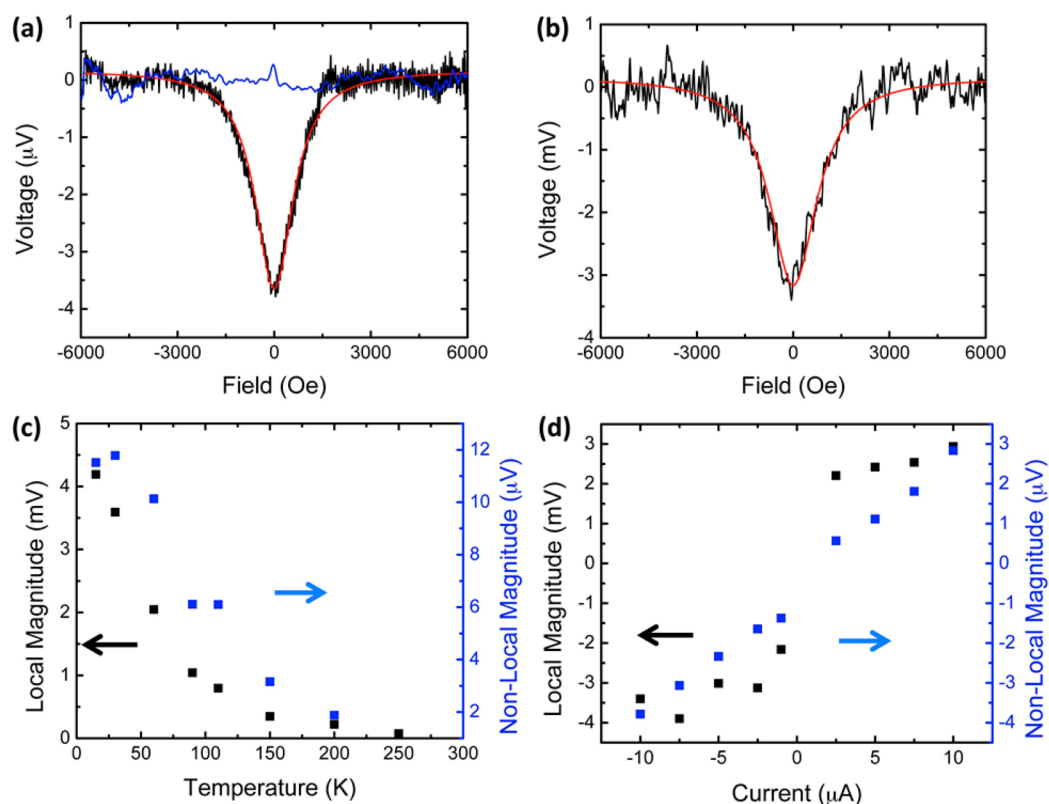 (a)
1
0
-1
-2
-3
-4
Voltage (μV)
-6000 -3000 0 3000 6000
Field (Oe)
(b)
1
0
-1
-2
-3
-4
Voltage (mV)
-6000 -3000 0 3000 6000
Field (Oe)
(c)
5
4
3
2
1
0
Local Magnitude (mV)
12
10
8
6
4
2
Non-Local Magnitude (μV)
0 50 100 150 200 250 300
Temperature (K)
(d)
3
2
1
0
-1
-2
-3
-4
Local Magnitude (mV)
3
2
1
0
-1
-2
-3
-4
Non-Local Magnitude (μV)
-10 -5 0 5 10
Current (μA)